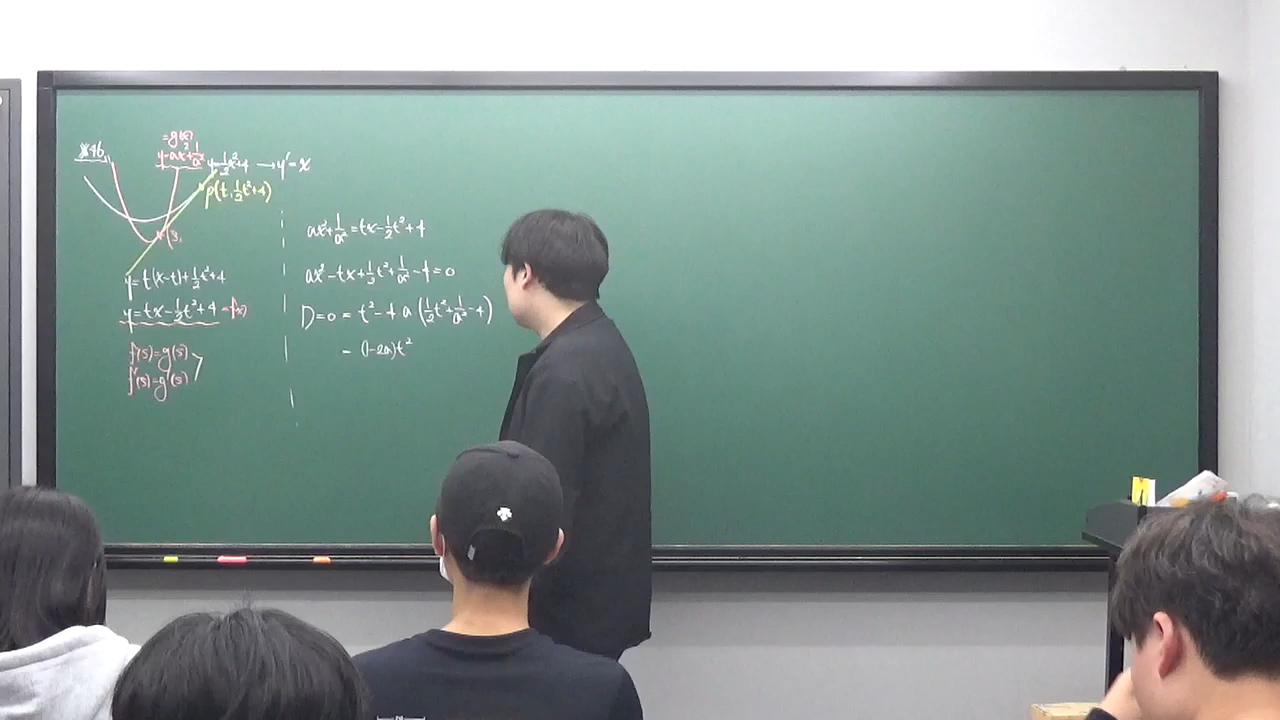 ※46.
=g(x)
y=ax²+1/a²
y=1/2x²+4 → y'=x
P(t, 1/2t²+4)
(s,
y=t(x-t)+1/2t²+4
y=tx-1/2t²+4 =f(x)
f(s)=g(s)
f'(s)=g'(s)
ax²+1/a²=tx-1/2t²+4
ax²-tx+1/2t²+1/a²-4=0
D=0=t²-4a(1/2t²+1/a²-4)
=(1-2a)t²